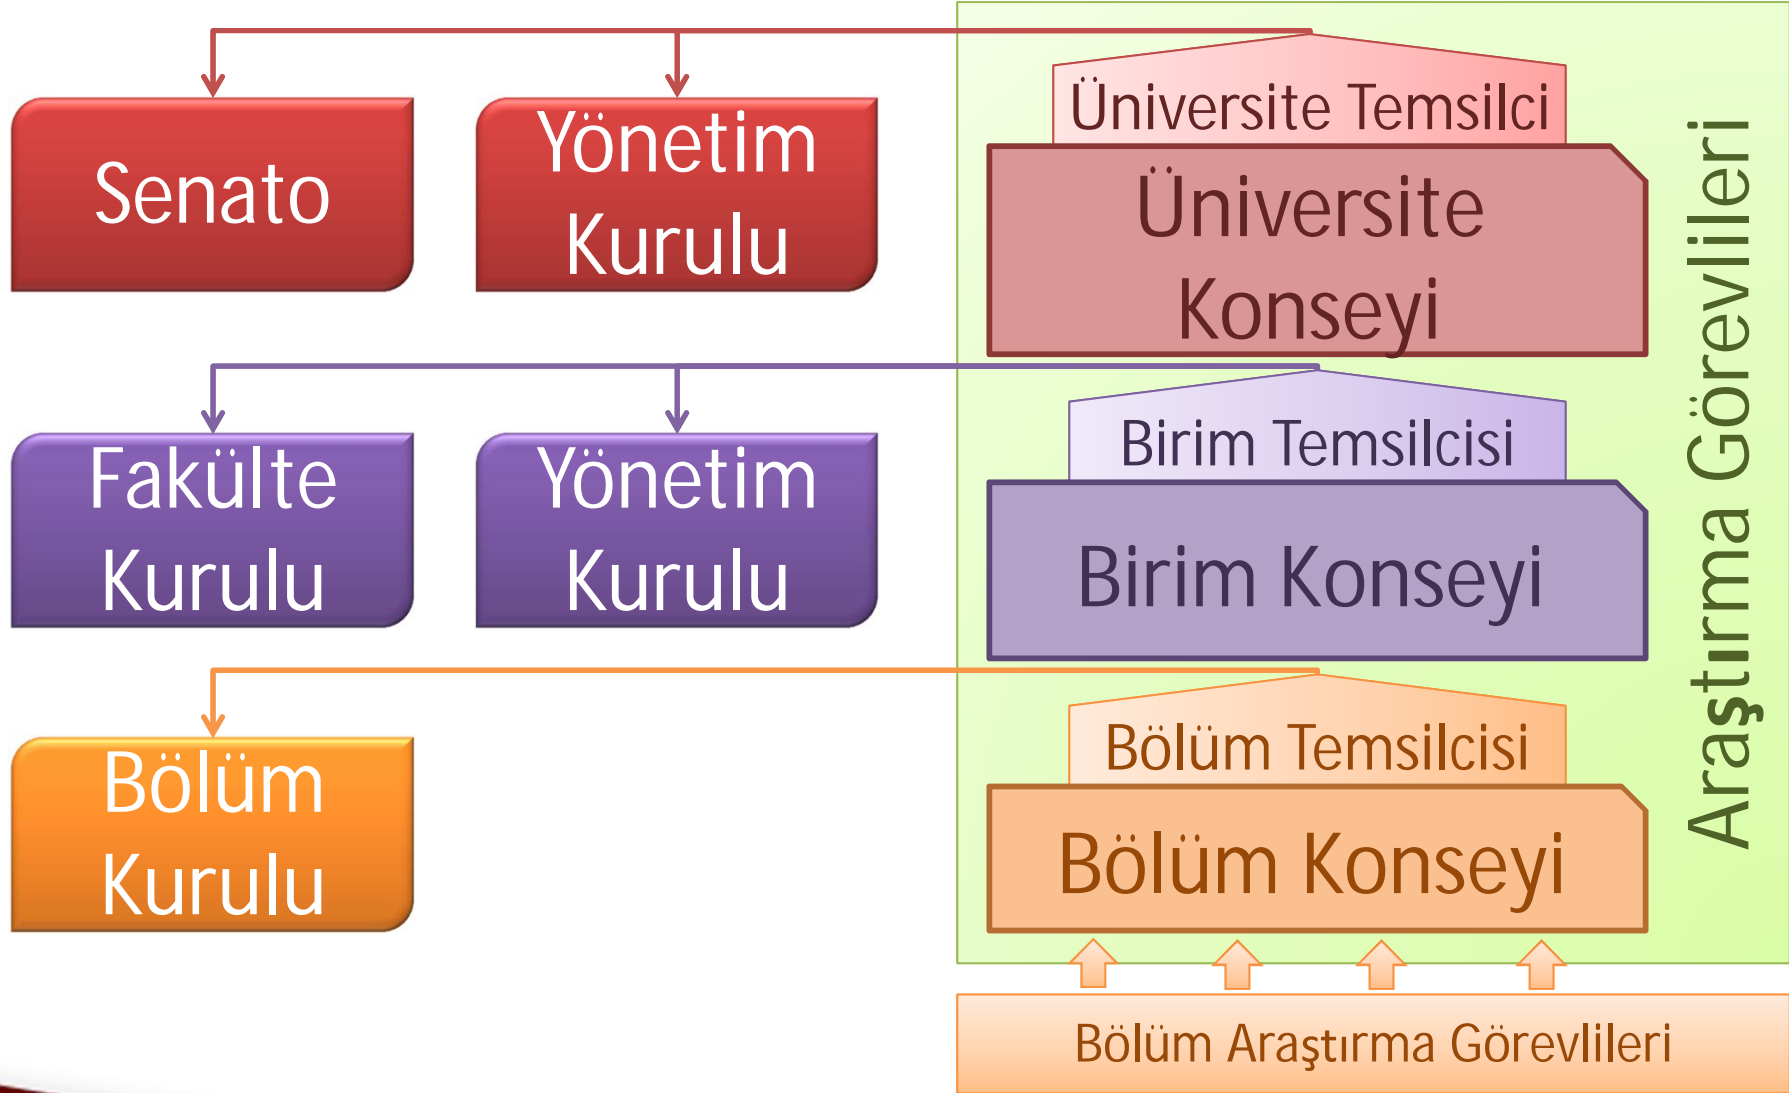 Senato
Yönetim
Kurulu
Üniversite Temsilci
Üniversite
Konseyi
Fakülte
Kurulu
Yönetim
Kurulu
Birim Temsilcisi
Birim Konseyi
Bölüm
Kurulu
Bölüm Temsilcisi
Bölüm Konseyi
Araştırma Görevlileri
Bölüm Araştırma Görevlileri